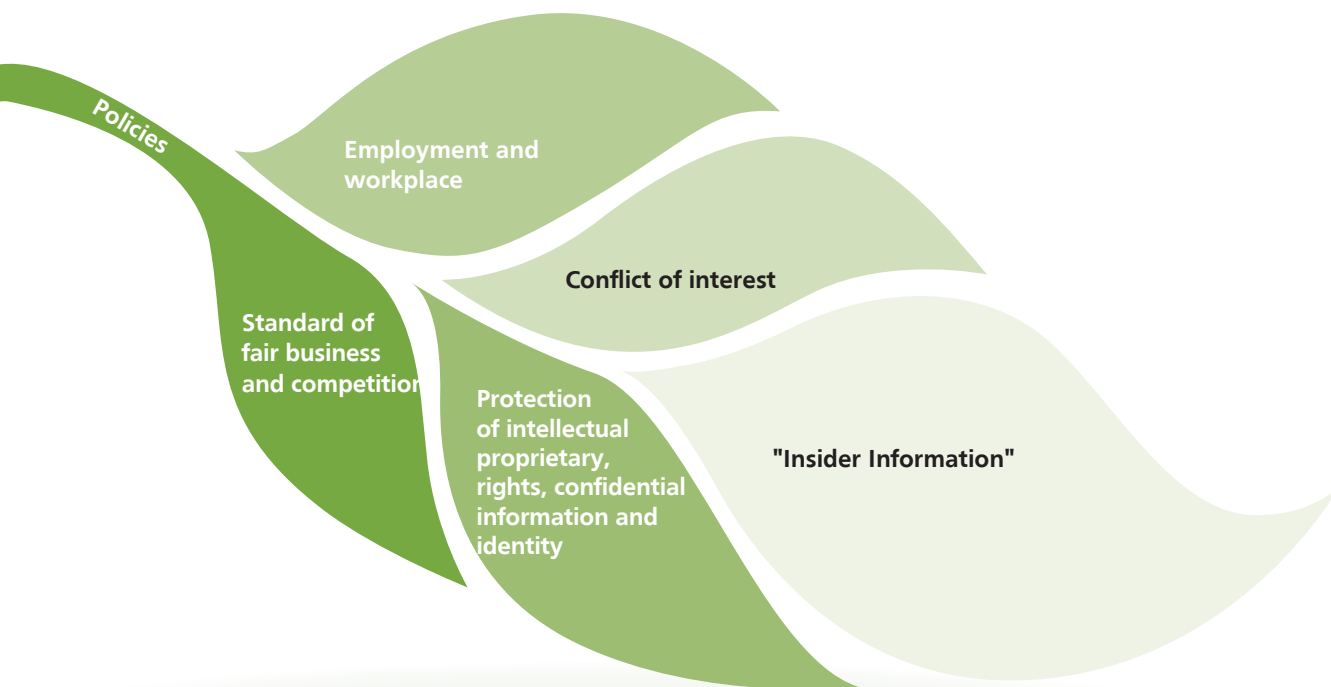 Policies
Employment and
workplace
Conflict of interest
Standard of
fair business
and competition
Protection
of intellectual
proprietary,
rights, confidential
information and
identity
"Insider Information"